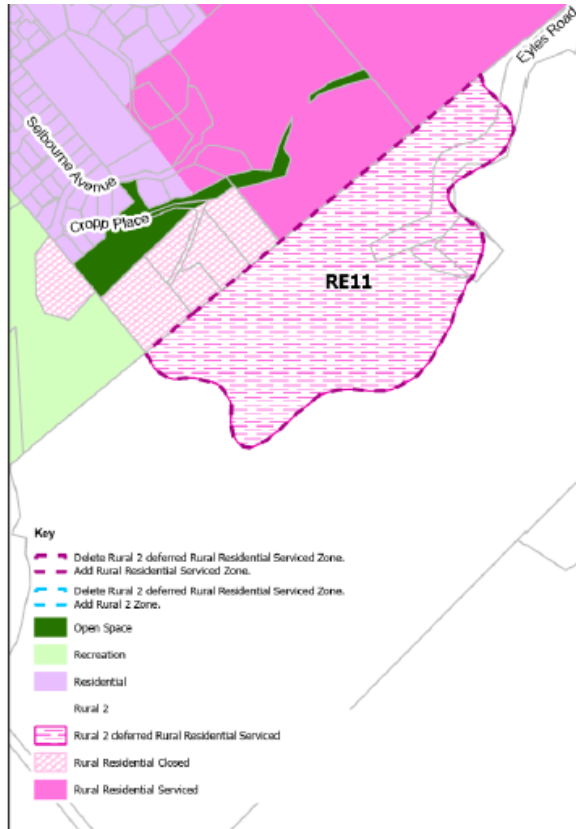 Eyles Road
Selbourne Avenue
Cropp Place
RE11
Key
Delete Rural 2 deferred Rural Residential Serviced Zone.
Add Rural Residential Serviced Zone.
Delete Rural 2 deferred Rural Residential Serviced Zone.
Add Rural 2 Zone.
Open Space
Recreation
Residential
Rural 2
Rural 2 deferred Rural Residential Serviced
Rural Residential Closed
Rural Residential Serviced